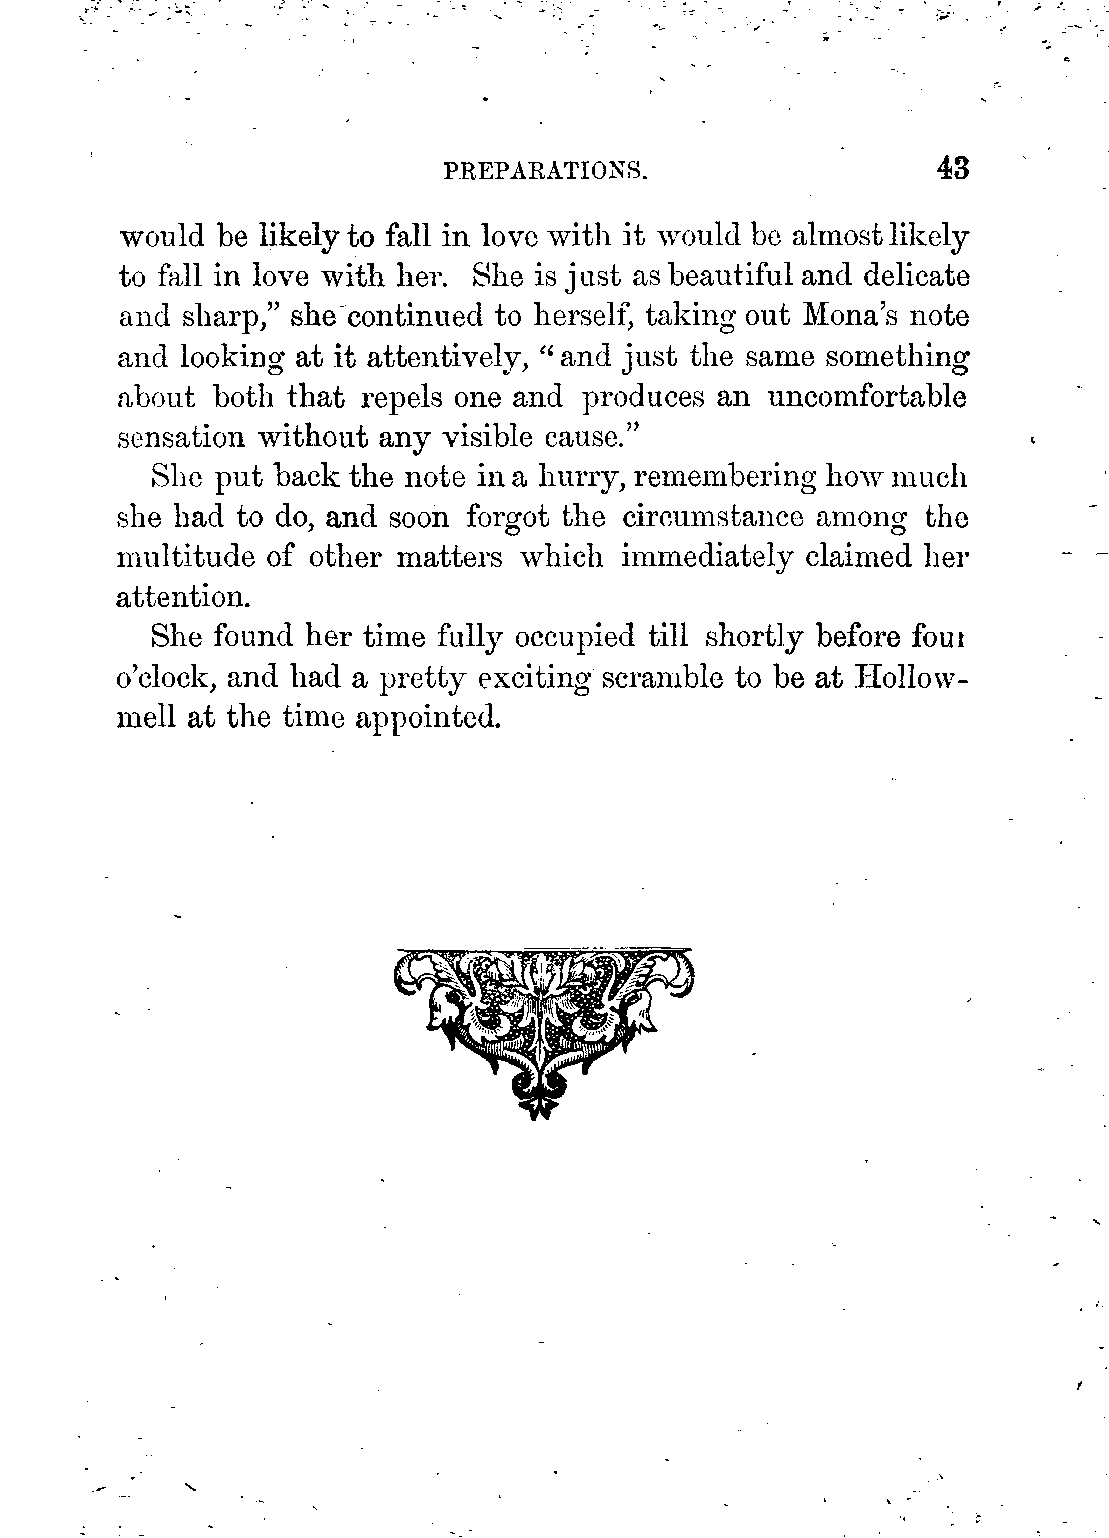 PREPARATIONS. 43
would be likely to fall in love with it would be almost likely
to fall in love with her. She is just as beautiful and delicate
and sharp,” she continued to herself, taking out Mona’s note
and looking at it attentively, “and just the same something
about both that repels one and produces an uncomfortable
sensation without any visible cause.”
She put back the note in a hurry, remembering how much
she had to do, and soon forgot the circumstance among the
multitude of other matters which immediately claimed her
attention.
She found her time fully occupied till shortly before four
o’clock, and had a pretty exciting scramble to be at Hollow-
mell at the time appointed.